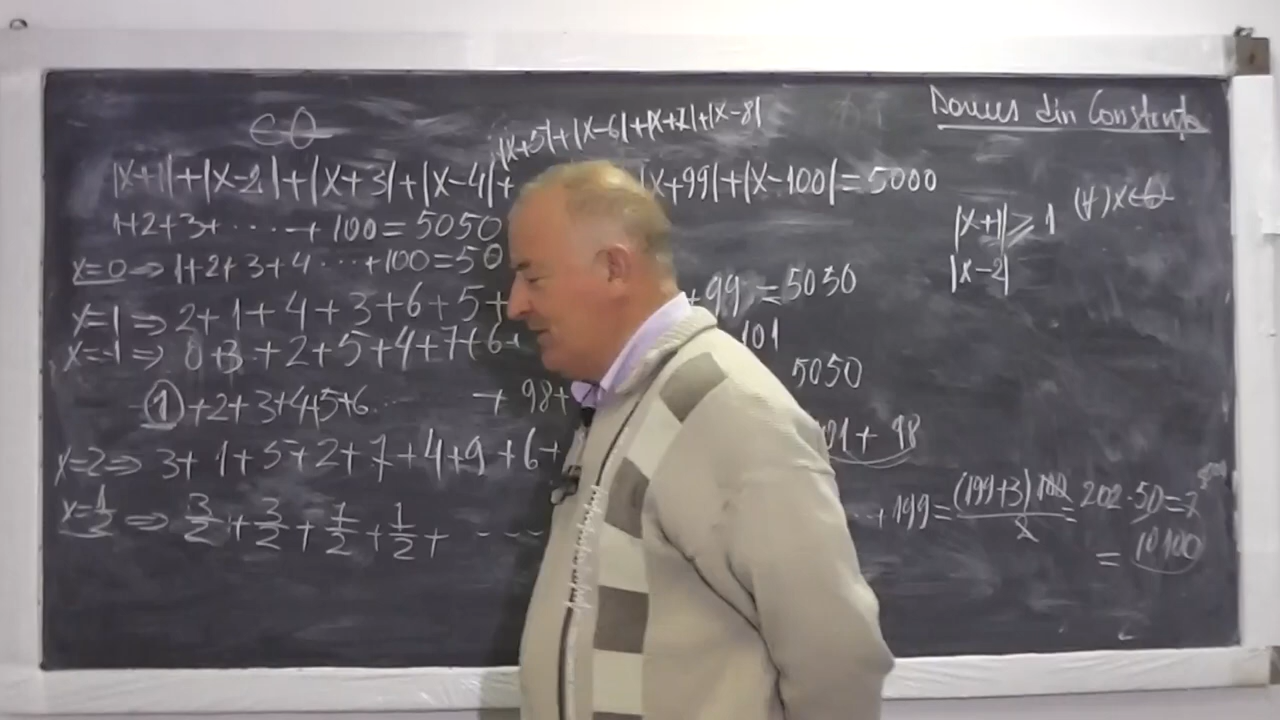 Domus din Constanța
|x+5|+|x-6|+|x+7|+|x-8|
|x+1|+|x-2|+|x+3|+|x-4|+ |x+99|+|x-100|=5000
1+2+3+ ..... + 100=5050
x=0⇒ 1+2+3+4 ...+100=50
x=1⇒ 2+1+4+3+6+5+ +99 =5050
x=-1⇒ 0+3+2+5+4+7+6+ 101
5050
1+2+3+4+5+6... + 98+
x=2⇒ 3+1+5+2+7+4+9+6+ 101+98
x=1/2 ⇒ 3/2+3/2+7/2+ 1/2+ ---- ..+199= (199+3)100/2 = 202·50=
= 10100
|x+1|≥1 (∀)x∈
|x-2|